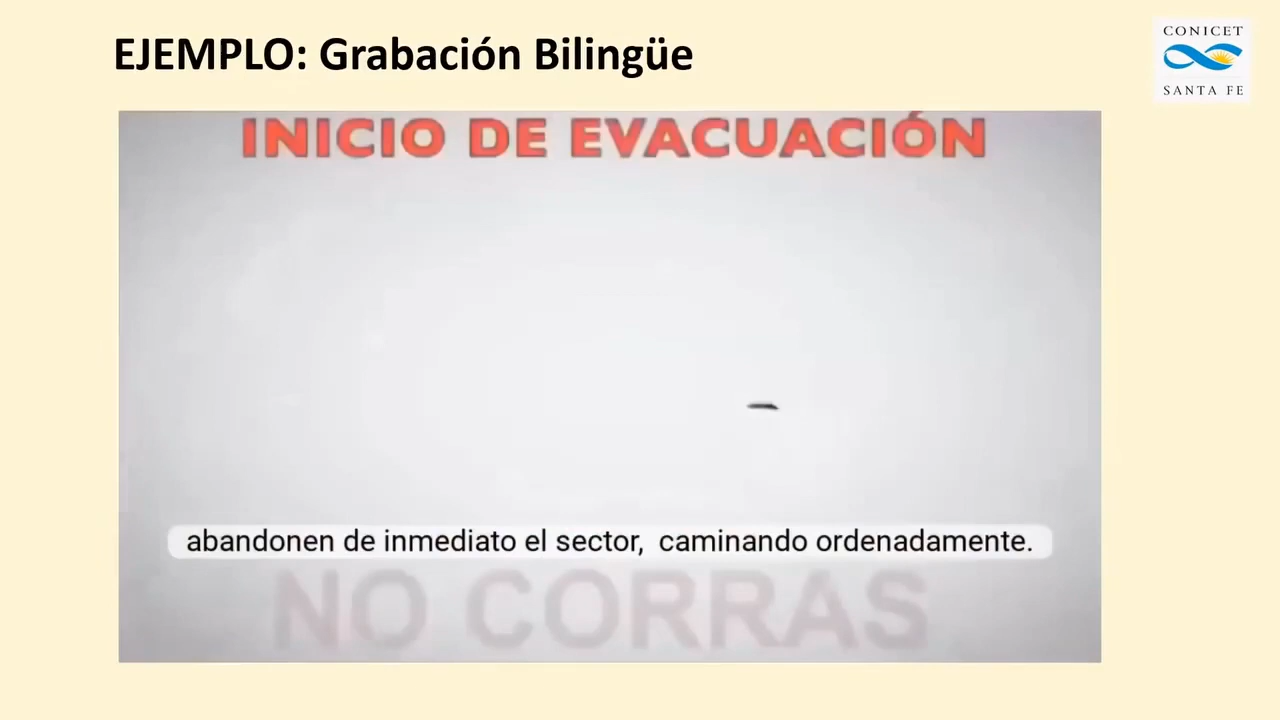 EJEMPLO: Grabación Bilingüe
CONICET
SANTA FE
INICIO DE EVACUACIÓN
abandonen de inmediato el sector, caminando ordenadamente.
NO CORRAS